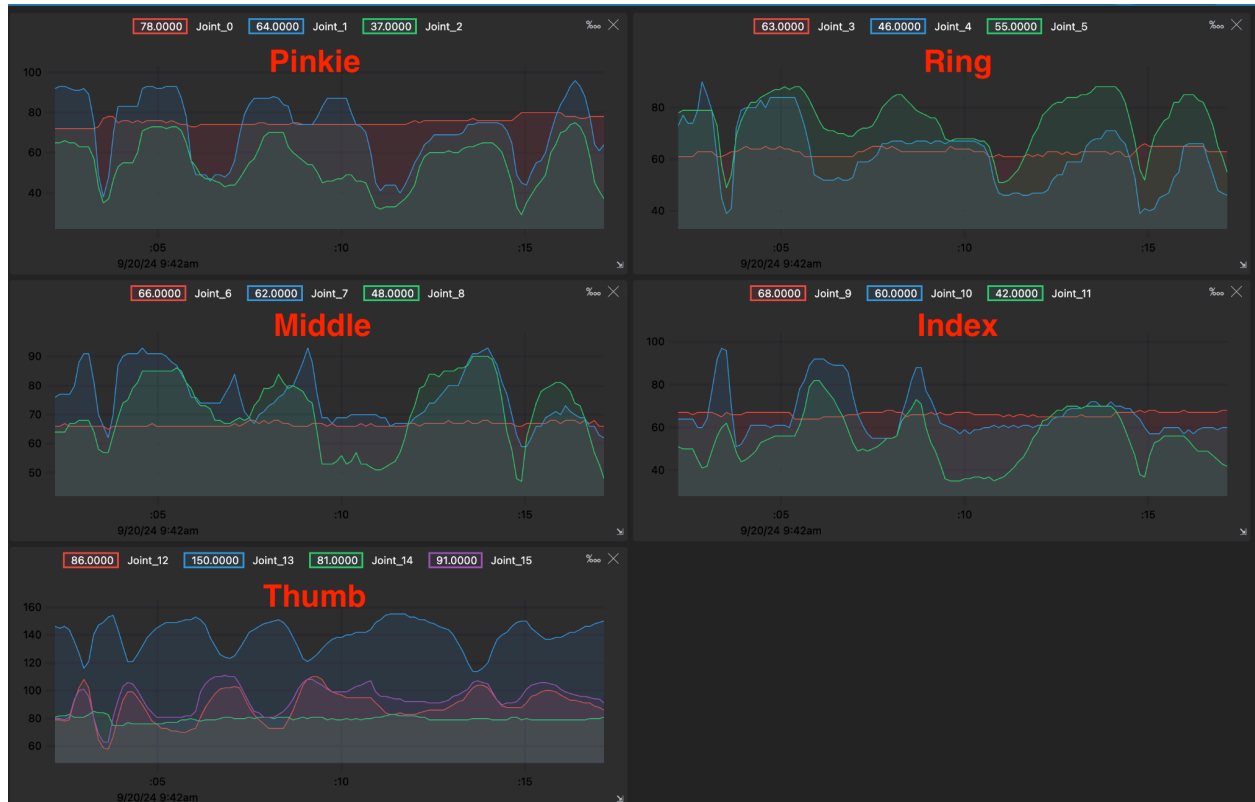 78.0000 Joint_0 64.0000 Joint_1 37.0000 Joint_2 ‰₀₀
Pinkie
100
80
60
40
:05 :10 :15
9/20/24 9:42am
63.0000 Joint_3 46.0000 Joint_4 55.0000 Joint_5 ‰₀₀
Ring
80
60
40
:05 :10 :15
9/20/24 9:42am
66.0000 Joint_6 62.0000 Joint_7 48.0000 Joint_8 ‰₀₀
Middle
90
80
70
60
50
:05 :10 :15
9/20/24 9:42am
68.0000 Joint_9 60.0000 Joint_10 42.0000 Joint_11 ‰₀₀
Index
100
80
60
40
:05 :10 :15
9/20/24 9:42am
86.0000 Joint_12 150.0000 Joint_13 81.0000 Joint_14 91.0000 Joint_15 ‰₀₀
Thumb
160
140
120
100
80
60
:05 :10 :15
9/20/24 9:42am